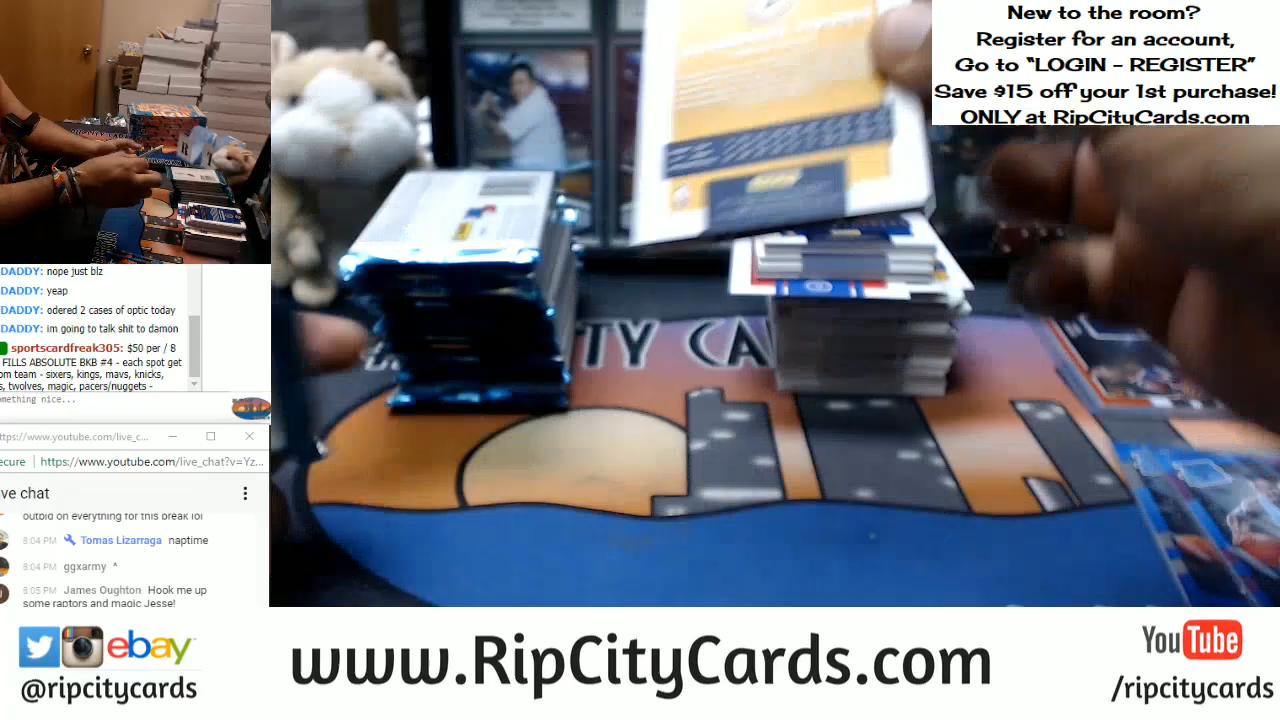 New to the room?
Register for an account,
Go to “LOGIN - REGISTER”
Save $15 off your 1st purchase!
ONLY at RipCityCards.com
DADDY: nope just blz
DADDY: yeap
DADDY: odered 2 cases of optic today
DADDY: im going to talk shit to damon
sportscardfreak305: $50 per / 8
FILLS ABSOLUTE BKB #4 - each spot get
om team - sixers, kings, mavs, knicks,
s, twolves, magic, pacers/nuggets -
omething nice...
ttps://www.youtube.com/live_c...
ecure https://www.youtube.com/live_chat?v=Yz...
ve chat
outbid on everything for this break lol
8:04 PM Tomas Lizarraga naptime
8:04 PM ggxarmy ^
8:05 PM James Oughton Hook me up
some raptors and magic Jesse!
TY CA
ebay
@ripcitycards
www.RipCityCards.com
YouTube
/ripcitycards